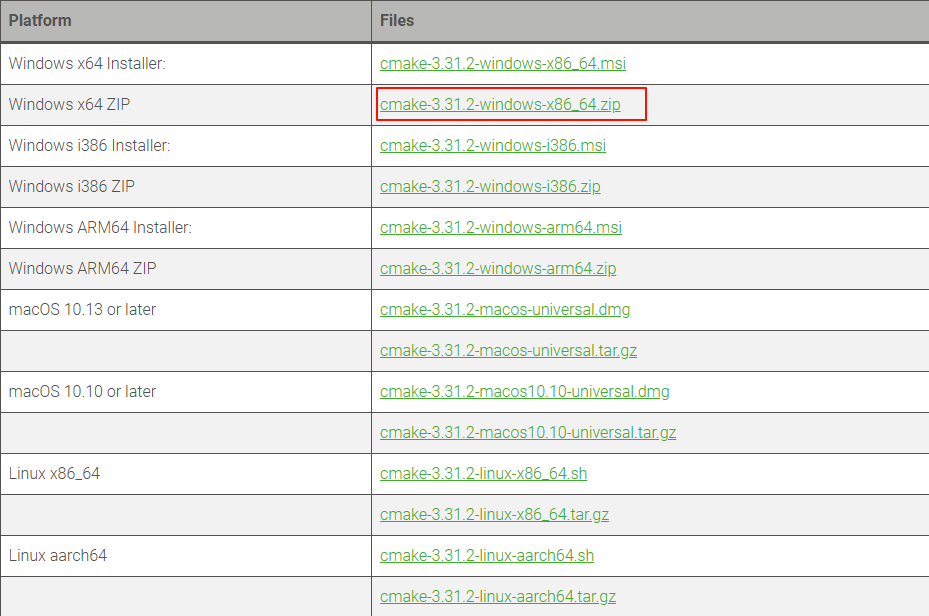 Platform Files
Windows x64 Installer: cmake-3.31.2-windows-x86_64.msi
Windows x64 ZIP cmake-3.31.2-windows-x86_64.zip
Windows i386 Installer: cmake-3.31.2-windows-i386.msi
Windows i386 ZIP cmake-3.31.2-windows-i386.zip
Windows ARM64 Installer: cmake-3.31.2-windows-arm64.msi
Windows ARM64 ZIP cmake-3.31.2-windows-arm64.zip
macOS 10.13 or later cmake-3.31.2-macos-universal.dmg
cmake-3.31.2-macos-universal.tar.gz
macOS 10.10 or later cmake-3.31.2-macos10.10-universal.dmg
cmake-3.31.2-macos10.10-universal.tar.gz
Linux x86_64 cmake-3.31.2-linux-x86_64.sh
cmake-3.31.2-linux-x86_64.tar.gz
Linux aarch64 cmake-3.31.2-linux-aarch64.sh
cmake-3.31.2-linux-aarch64.tar.gz